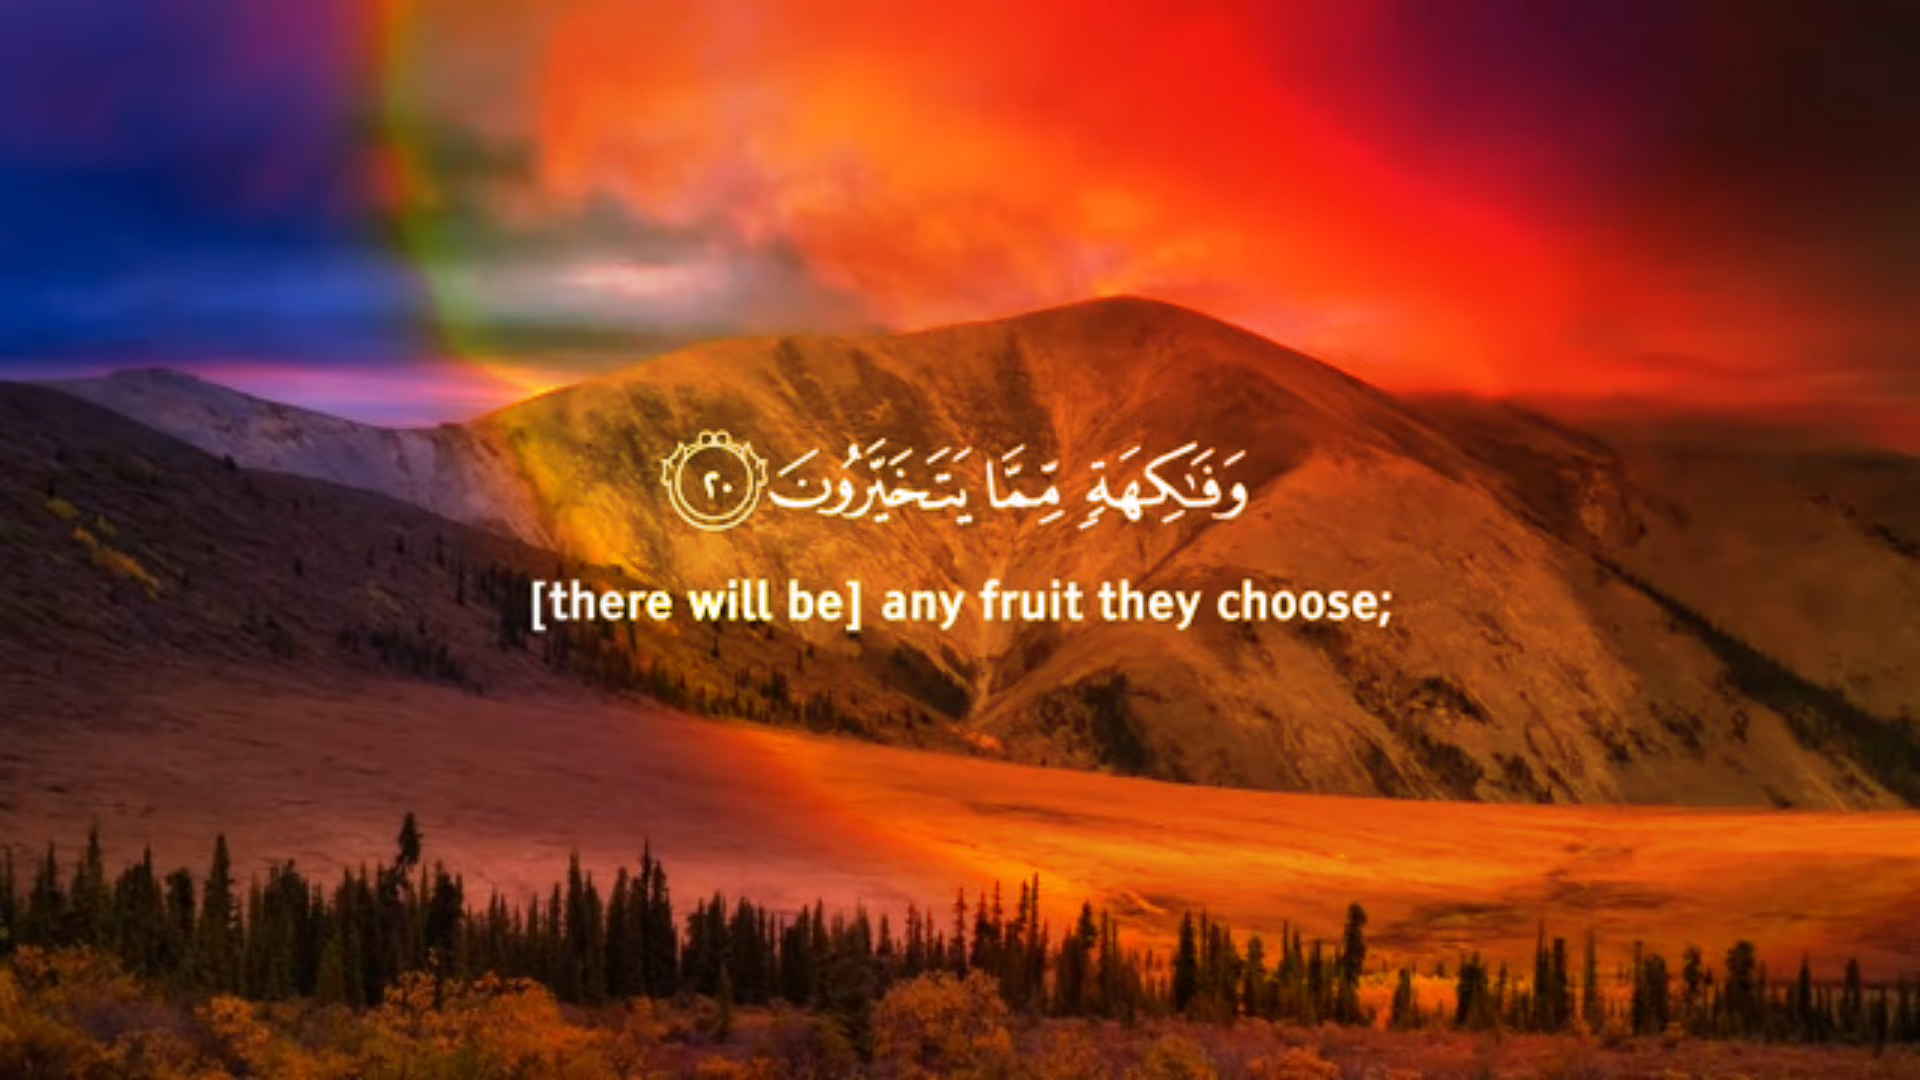 وَفَـٰكِهَةٍ مِّمَّا يَتَخَيَّرُونَ ٢٠
[there will be] any fruit they choose;